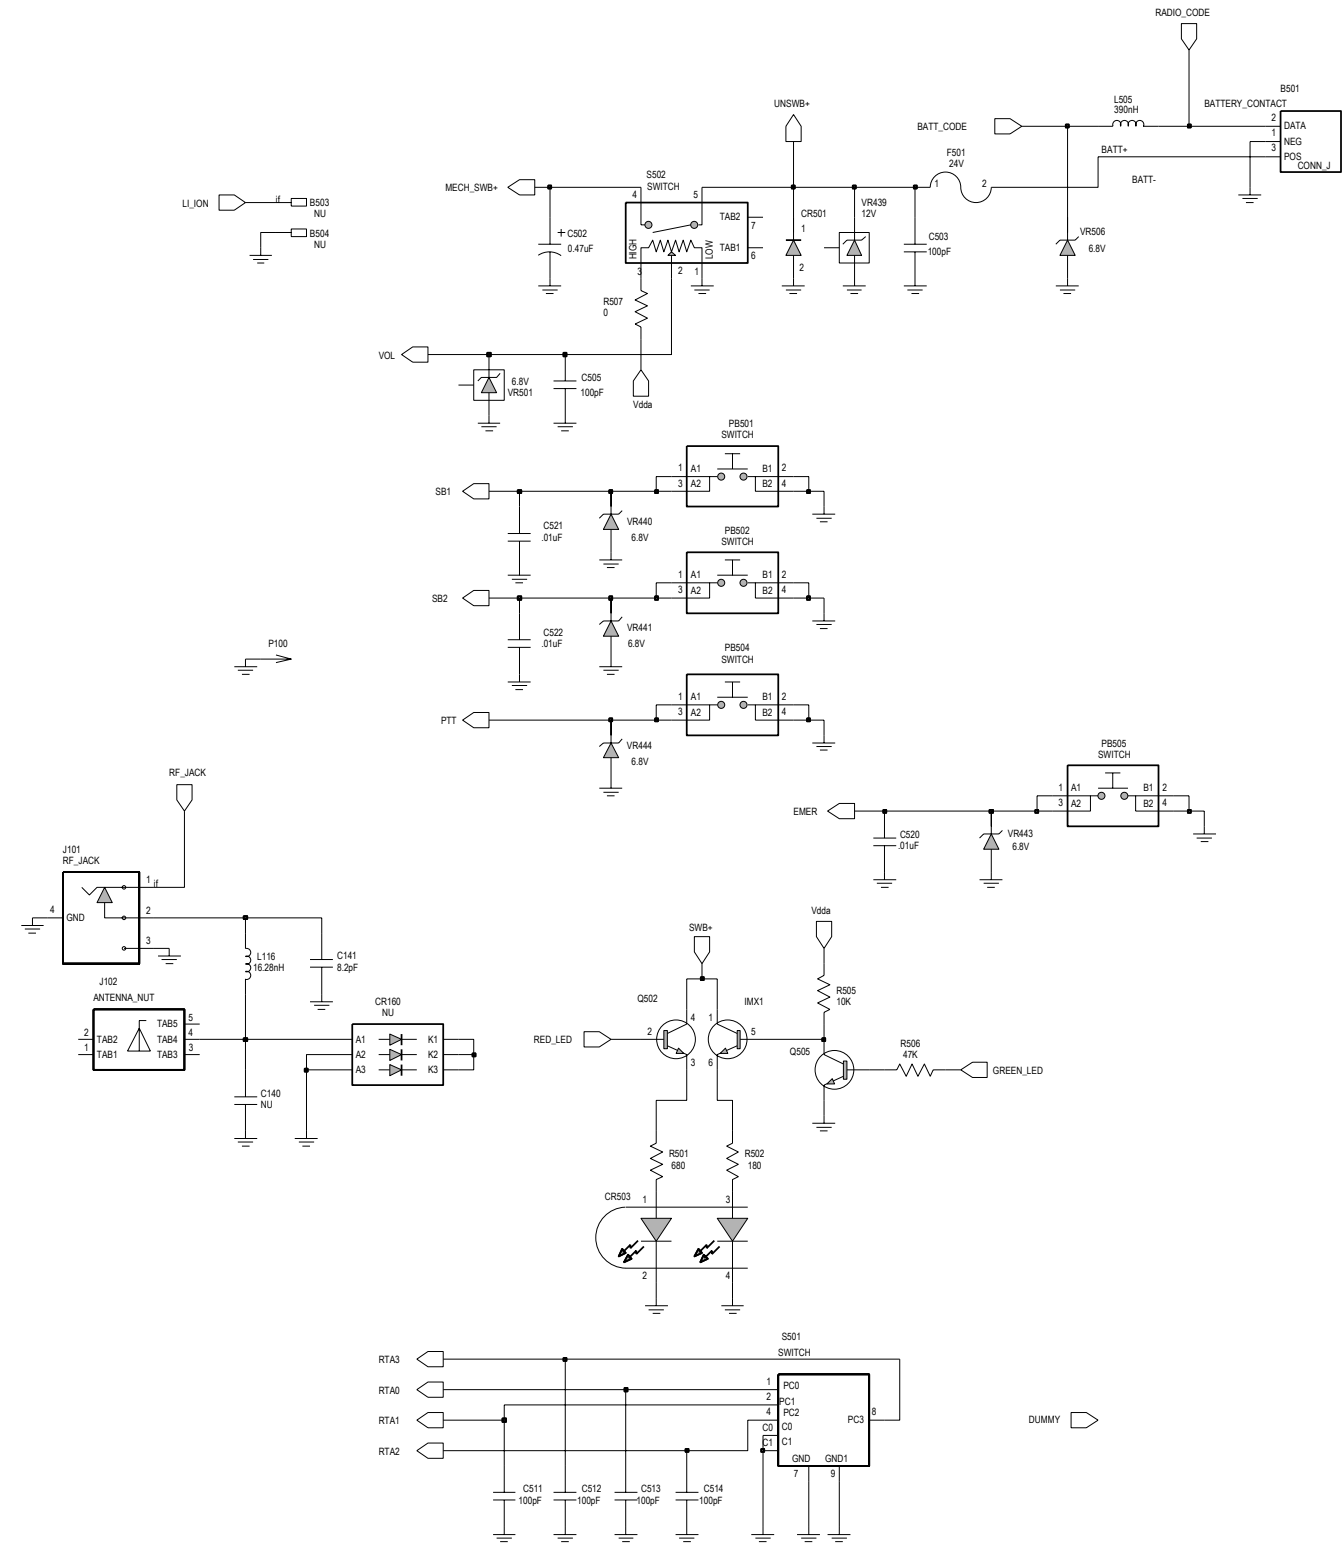 RADIO_CODE
B501
BATTERY_CONTACT
L505
390nH
2
DATA
1
NEG
3
POS
CONN_J
BATT_CODE
BATT+
BATT-
UNSWB+
F501
24V
1
2
S502
SWITCH
MECH_SWB+
4
5
TAB2
7
TAB1
6
HIGH
LOW
3
2
1
+
C502
0.47uF
CR501
1
2
VR439
12V
C503
100pF
VR506
6.8V
LI_ION
if
B503
NU
B504
NU
R507
0
VOL
6.8V
VR501
C505
100pF
Vdda
PB501
SWITCH
1 A1 B1 2
3 A2 B2 4
SB1
C521
.01uF
VR440
6.8V
PB502
SWITCH
1 A1 B1 2
3 A2 B2 4
SB2
C522
.01uF
VR441
6.8V
P100
PB504
SWITCH
1 A1 B1 2
3 A2 B2 4
PTT
VR444
6.8V
PB505
SWITCH
1 A1 B1 2
3 A2 B2 4
EMER
C520
.01uF
VR443
6.8V
RF_JACK
J101
RF_JACK
1
if
4
GND
2
3
L116
16.28nH
C141
8.2pF
J102
ANTENNA_NUT
TAB5 5
2 TAB2 TAB4 4
1 TAB1 TAB3 3
CR160
NU
A1 K1
A2 K2
A3 K3
C140
NU
SWB+
Vdda
Q502
IMX1
R505
10K
4
1
RED_LED
2
5
3
6
Q505
R506
47K
GREEN_LED
R501
680
R502
180
CR503
1
3
2
4
S501
SWITCH
RTA3
RTA0
RTA1
RTA2
1 PC0
2 PC1
4 PC2
C0 C0
C1 C1
PC3 8
GND GND1
7
9
C511
100pF
C512
100pF
C513
100pF
C514
100pF
DUMMY